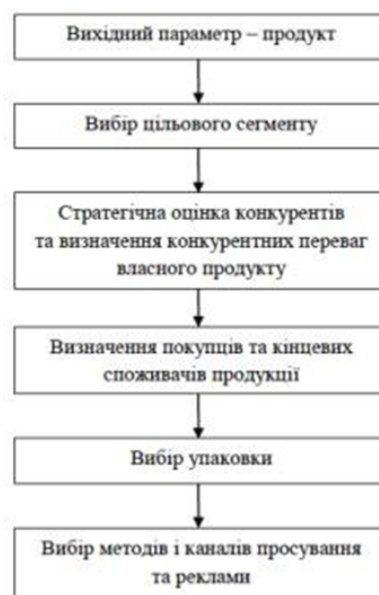 Вихідний параметр – продукт
Вибір цільового сегменту
Стратегічна оцінка конкурентів
та визначення конкурентних переваг
власного продукту
Визначення покупців та кінцевих
споживачів продукції
Вибір упаковки
Вибір методів і каналів просування
та реклами